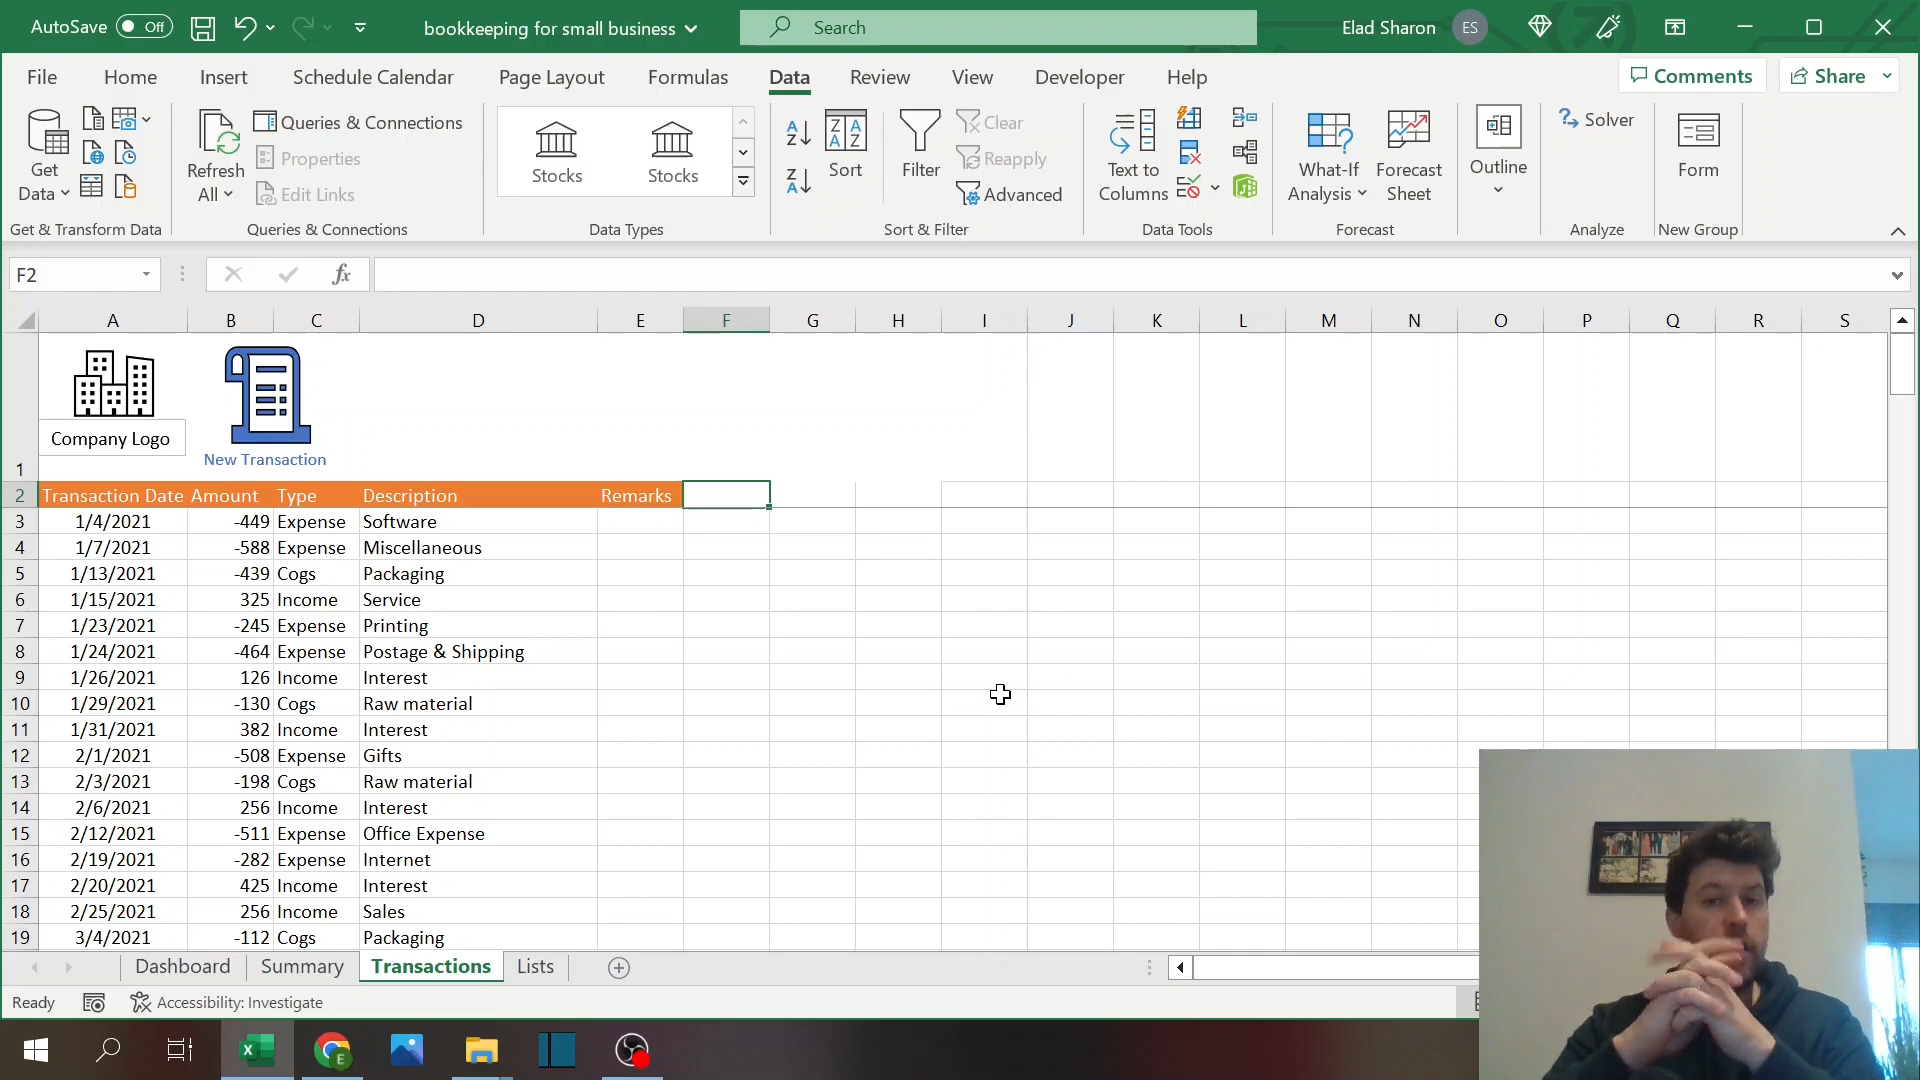 AutoSave Off bookkeeping for small business Search Elad Sharon ES
File Home Insert Schedule Calendar Page Layout Formulas Data Review View Developer Help Comments Share
Get Data
Refresh All
Queries & Connections
Properties
Edit Links
Stocks Stocks
Sort
Filter
Clear
Reapply
Advanced
Text to Columns
What-If Analysis
Forecast Sheet
Outline
Solver
Form
Get & Transform Data Queries & Connections Data Types Sort & Filter Data Tools Forecast Analyze New Group
F2 fx
A B C D E F G H I J K L M N O P Q R S
Company Logo
New Transaction
1
2 Transaction Date Amount Type Description Remarks
3 1/4/2021 -449 Expense Software
4 1/7/2021 -588 Expense Miscellaneous
5 1/13/2021 -439 Cogs Packaging
6 1/15/2021 325 Income Service
7 1/23/2021 -245 Expense Printing
8 1/24/2021 -464 Expense Postage & Shipping
9 1/26/2021 126 Income Interest
10 1/29/2021 -130 Cogs Raw material
11 1/31/2021 382 Income Interest
12 2/1/2021 -508 Expense Gifts
13 2/3/2021 -198 Cogs Raw material
14 2/6/2021 256 Income Interest
15 2/12/2021 -511 Expense Office Expense
16 2/19/2021 -282 Expense Internet
17 2/20/2021 425 Income Interest
18 2/25/2021 256 Income Sales
19 3/4/2021 -112 Cogs Packaging
Dashboard Summary Transactions Lists
Ready Accessibility: Investigate